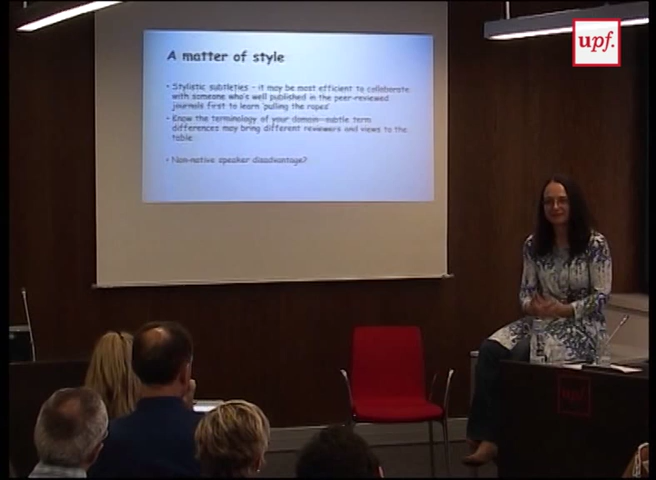 upf.
A matter of style
• Stylistic subtleties – it may be most efficient to collaborate
with someone who's well published in the peer-reviewed
journals first to learn 'pulling the ropes'
• Know the terminology of your domain—subtle term
differences may bring different reviewers and views to the
table.
• Non-native speaker disadvantage?
upf.